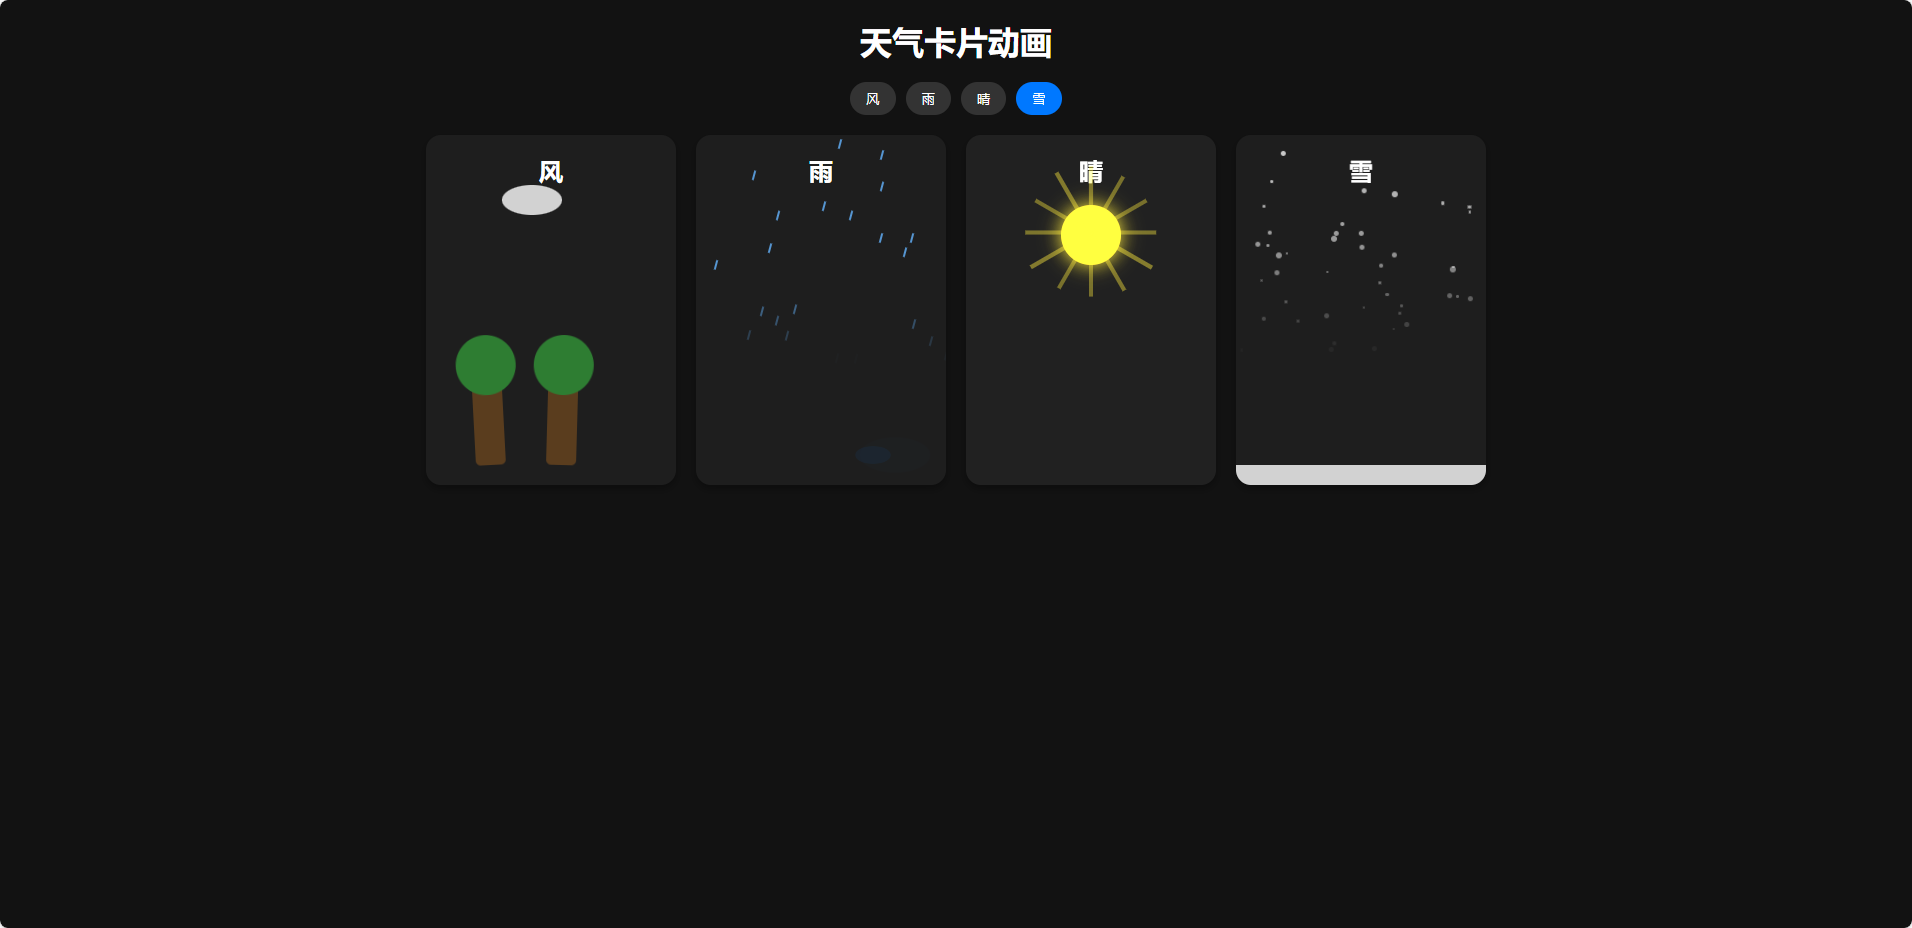 天气卡片动画
风 雨 晴 雪
风 雨 晴 雪